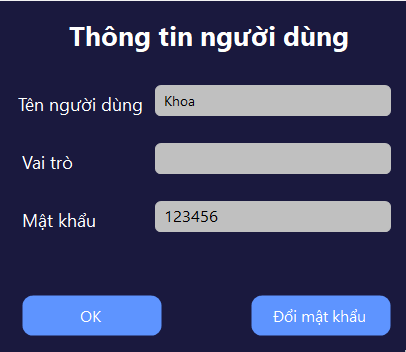 Thông tin người dùng
Tên người dùng Khoa
Vai trò
Mật khẩu 123456
OK Đổi mật khẩu